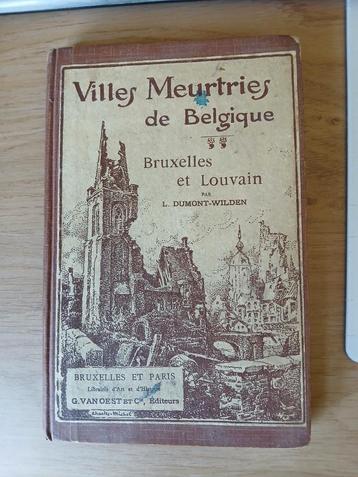 Villes Meurtries
de Belgique
Bruxelles
et Louvain
PAR
L. DUMONT-WILDEN
BRUXELLES ET PARIS
Librairie d'Art et d'Histoire
G. VAN OEST ET Cie, Éditeurs